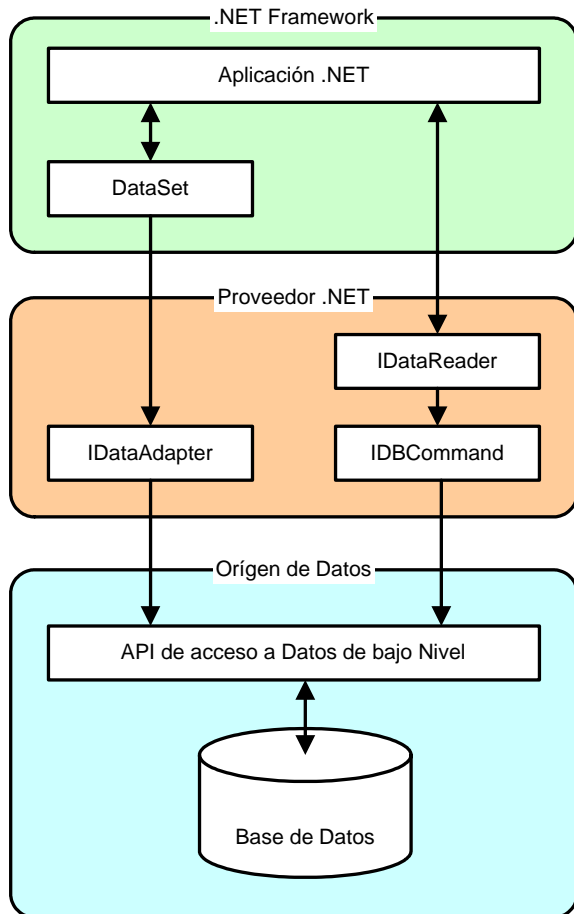 .NET Framework
Aplicación .NET
DataSet
Proveedor .NET
IDataReader
IDataAdapter
IDBCommand
Orígen de Datos
API de acceso a Datos de bajo Nivel
Base de Datos